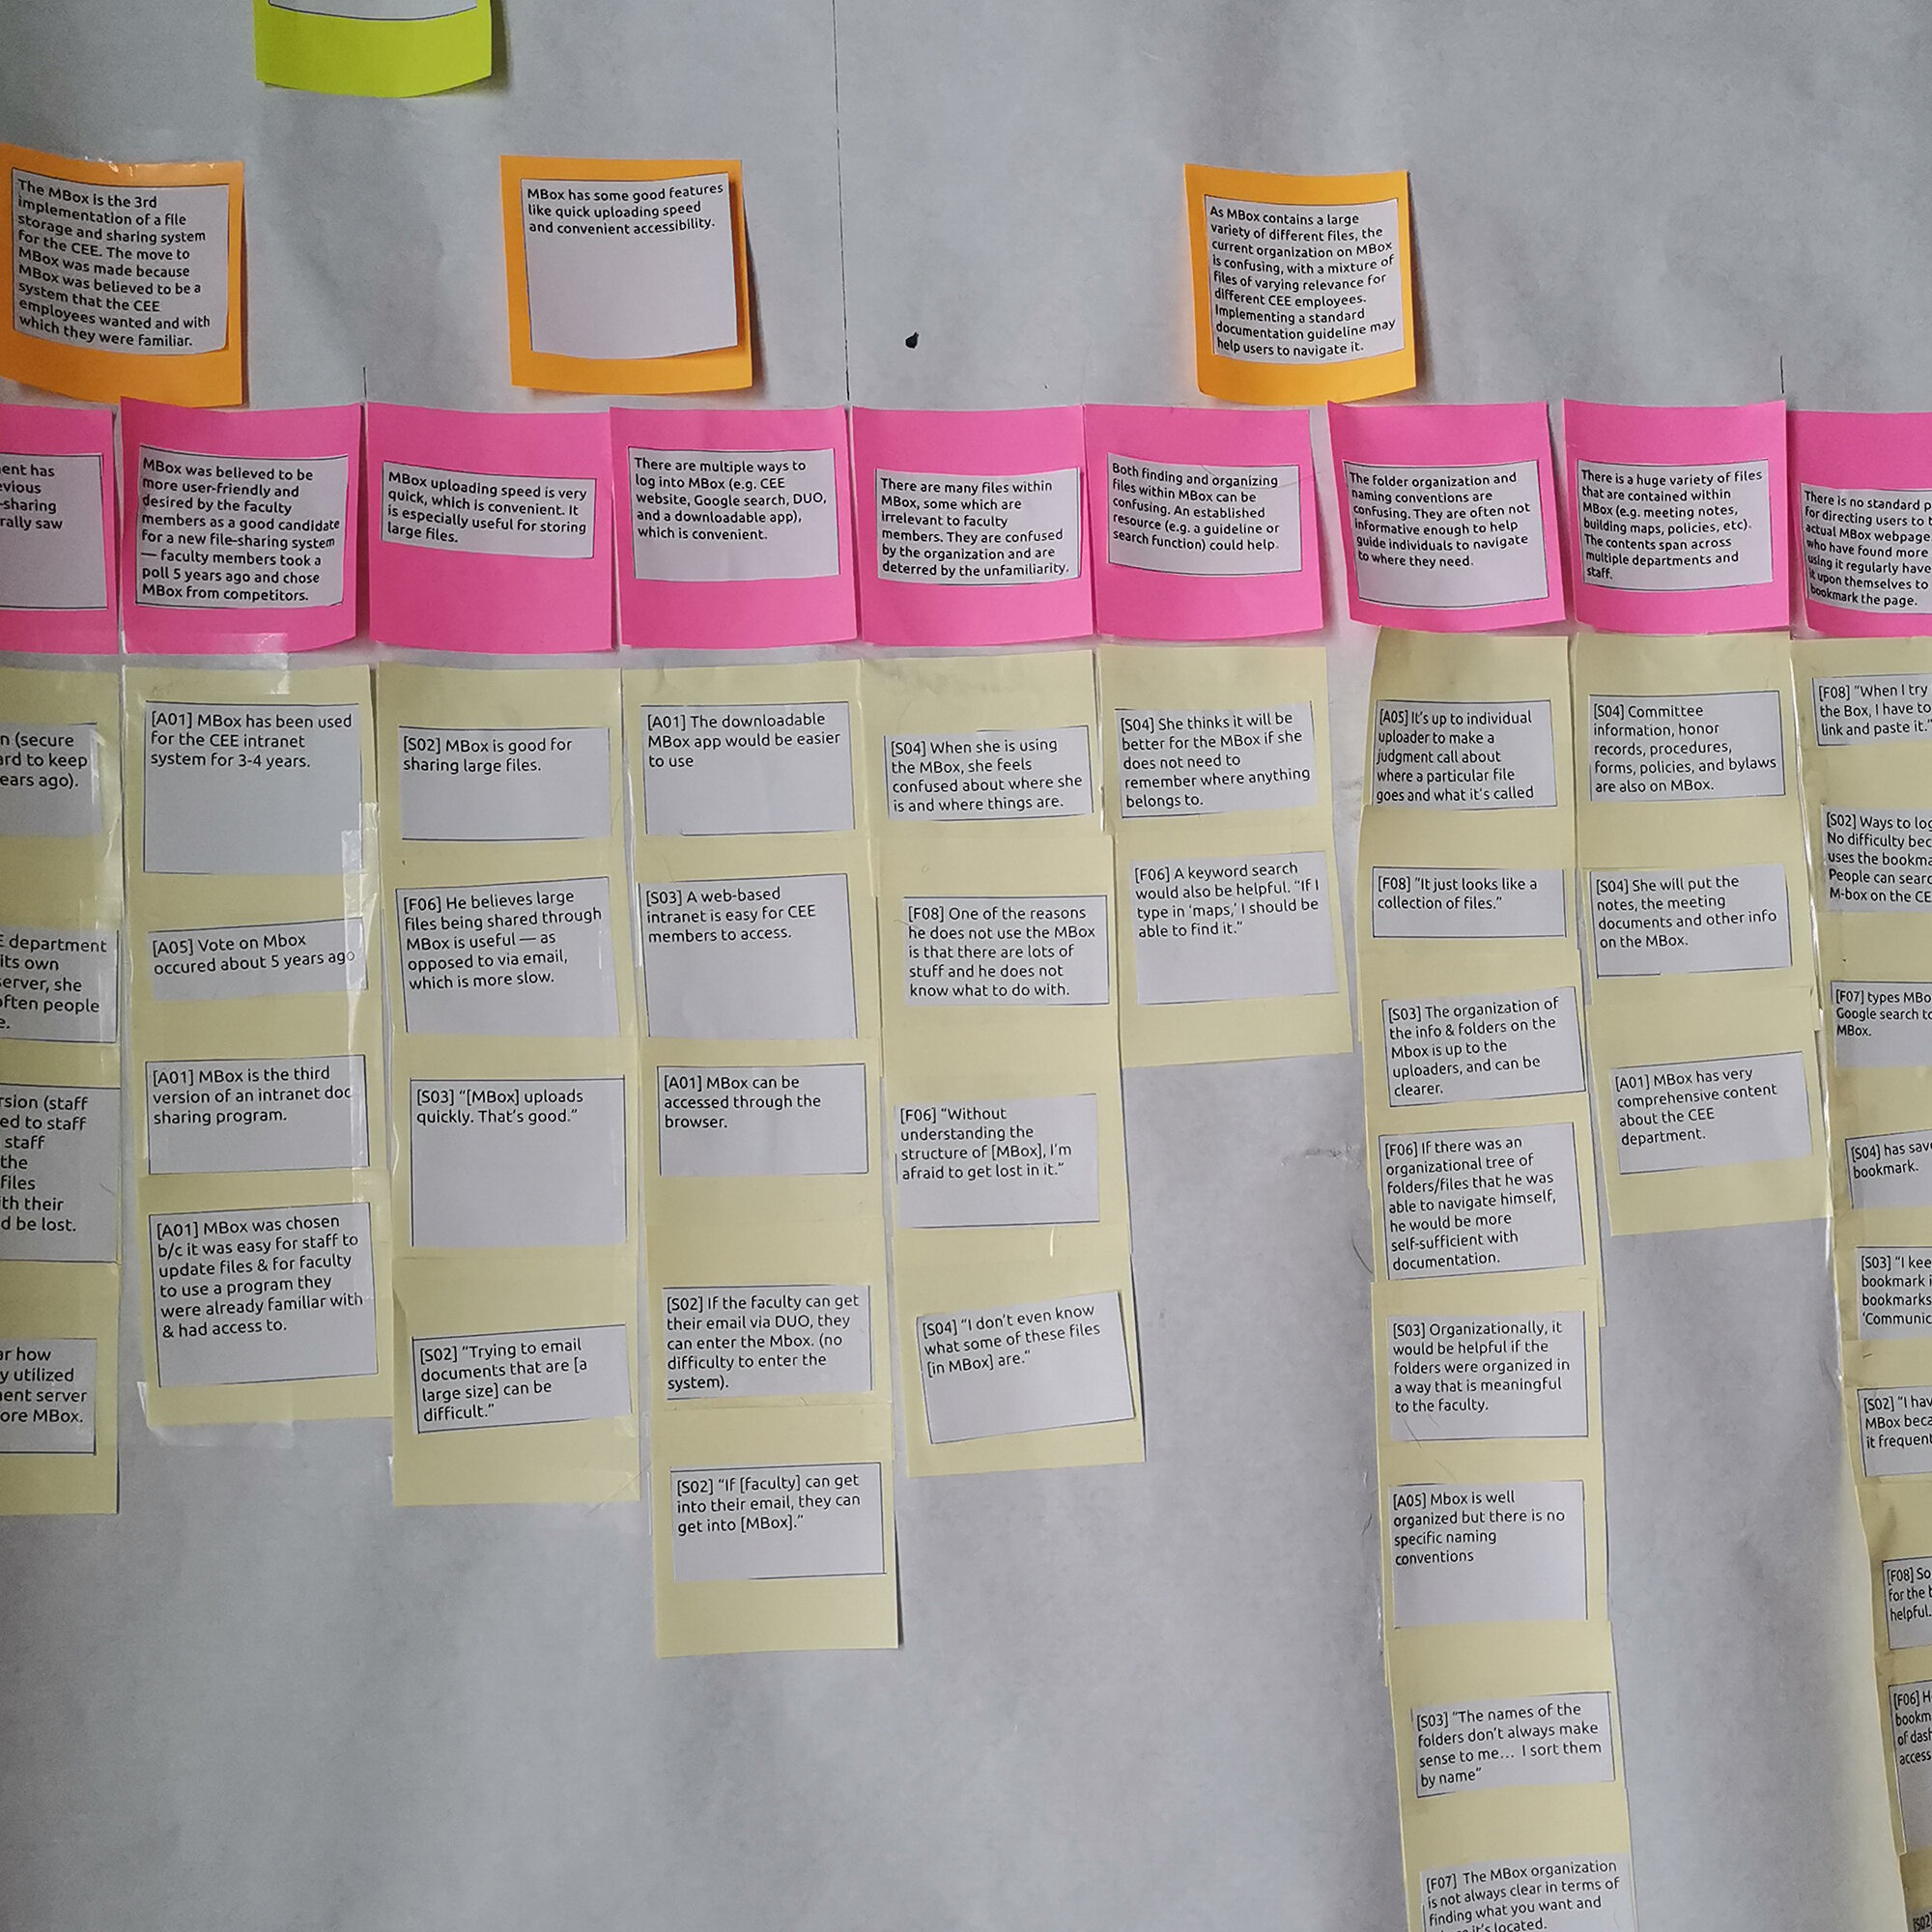 The MBox is the 3rd
implementation of a file
storage and sharing system
for the CEE. The move to
MBox was made because
MBox was believed to be a
system that the CEE
employees wanted and with
which they were familiar.
MBox has some good features
like quick uploading speed
and convenient accessibility.
As MBox contains a large
variety of different files, the
current organization on MBox
is confusing, with a mixture of
files of varying relevance for
different CEE employees.
Implementing a standard
documentation guideline may
help users to navigate it.
ent has
evious
-sharing
rally saw
MBox was believed to be
more user-friendly and
desired by the faculty
members as a good candidate
for a new file-sharing system
— faculty members took a
poll 5 years ago and chose
MBox from competitors.
MBox uploading speed is very
quick, which is convenient. It
is especially useful for storing
large files.
There are multiple ways to
log into MBox (e.g. CEE
website, Google search, DUO,
and a downloadable app),
which is convenient.
There are many files within
MBox, some which are
irrelevant to faculty
members. They are confused
by the organization and are
deterred by the unfamiliarity.
Both finding and organizing
files within MBox can be
confusing. An established
resource (e.g. a guideline or
search function) could help.
The folder organization and
naming conventions are
confusing. They are often not
informative enough to help
guide individuals to navigate
to where they need.
There is a huge variety of files
that are contained within
MBox (e.g. meeting notes,
building maps, policies, etc).
The contents span across
multiple departments and
staff.
There is no standard p
for directing users to t
actual MBox webpage
who have found more
using it regularly have
it upon themselves to
bookmark the page.
n (secure
ard to keep
ears ago).
E department
its own
server, she
often people
e.
rsion (staff
ed to staff
staff
the
files
ith their
d be lost.
ar how
y utilized
ent server
ore MBox.
[A01] MBox has been used
for the CEE intranet
system for 3-4 years.
[A05] Vote on Mbox
occured about 5 years ago
[A01] MBox is the third
version of an intranet doc
sharing program.
[A01] MBox was chosen
b/c it was easy for staff to
update files & for faculty
to use a program they
were already familiar with
& had access to.
[S02] MBox is good for
sharing large files.
[F06] He believes large
files being shared through
MBox is useful — as
opposed to via email,
which is more slow.
[S03] “[MBox] uploads
quickly. That’s good.”
[S02] “Trying to email
documents that are [a
large size] can be
difficult.”
[A01] The downloadable
MBox app would be easier
to use
[S03] A web-based
intranet is easy for CEE
members to access.
[A01] MBox can be
accessed through the
browser.
[S02] If the faculty can get
their email via DUO, they
can enter the Mbox. (no
difficulty to enter the
system).
[S02] “If [faculty] can get
into their email, they can
get into [MBox].”
[S04] When she is using
the MBox, she feels
confused about where she
is and where things are.
[F08] One of the reasons
he does not use the MBox
is that there are lots of
stuff and he does not
know what to do with.
[F06] “Without
understanding the
structure of [MBox], I’m
afraid to get lost in it.”
[S04] “I don’t even know
what some of these files
[in MBox] are.”
[S04] She thinks it will be
better for the MBox if she
does not need to
remember where anything
belongs to.
[F06] A keyword search
would also be helpful. “If I
type in ‘maps,’ I should be
able to find it.”
[A05] It’s up to individual
uploader to make a
judgment call about
where a particular file
goes and what it’s called
[F08] “It just looks like a
collection of files.”
[S03] The organization of
the info & folders on the
Mbox is up to the
uploaders, and can be
clearer.
[F06] If there was an
organizational tree of
folders/files that he was
able to navigate himself,
he would be more
self-sufficient with
documentation.
[S03] Organizationally, it
would be helpful if the
folders were organized in
a way that is meaningful
to the faculty.
[A05] Mbox is well
organized but there is no
specific naming
conventions
[S03] “The names of the
folders don’t always make
sense to me... I sort them
by name”
[F07] The MBox organization
is not always clear in terms of
finding what you want and
it’s located.
[S04] Committee
information, honor
records, procedures,
forms, policies, and bylaws
are also on MBox.
[S04] She will put the
notes, the meeting
documents and other info
on the MBox.
[A01] MBox has very
comprehensive content
about the CEE
department.
[F08] “When I try
the Box, I have to
link and paste it.”
[S02] Ways to log
No difficulty bec
uses the bookma
People can searc
M-box on the CE
[F07] types MBo
Google search to
MBox.
[S04] has sav
bookmark.
[S03] “I kee
bookmark i
bookmarks
‘Communic
[S02] “I hav
MBox beca
it frequent
[F08] So
for the b
helpful.
[F06] H
bookm
of dash
access
[S02]